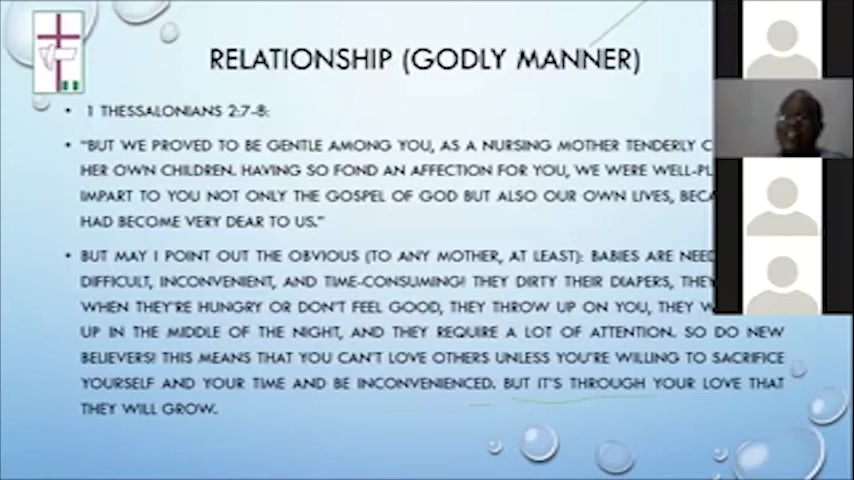 RELATIONSHIP (GODLY MANNER)
• 1 THESSALONIANS 2:7-8:
• "BUT WE PROVED TO BE GENTLE AMONG YOU, AS A NURSING MOTHER TENDERLY
HER OWN CHILDREN. HAVING SO FOND AN AFFECTION FOR YOU, WE WERE
IMPART TO YOU NOT ONLY THE GOSPEL OF GOD BUT ALSO OUR OWN LIVES,
HAD BECOME VERY DEAR TO US."
• BUT MAY I POINT OUT THE OBVIOUS (TO ANY MOTHER, AT LEAST): BABIES ARE
DIFFICULT, INCONVENIENT, AND TIME-CONSUMING! THEY DIRTY THEIR DIAPERS,
WHEN THEY'RE HUNGRY OR DON'T FEEL GOOD, THEY THROW UP ON YOU, THEY
UP IN THE MIDDLE OF THE NIGHT, AND THEY REQUIRE A LOT OF ATTENTION. SO DO NEW
BELIEVERS! THIS MEANS THAT YOU CAN'T LOVE OTHERS UNLESS YOU'RE WILLING TO SACRIFICE
YOURSELF AND YOUR TIME AND BE INCONVENIENCED. BUT IT'S THROUGH YOUR LOVE THAT
THEY WILL GROW.